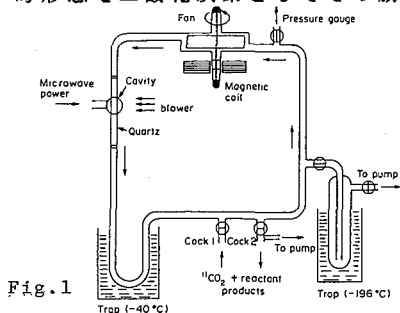 Fan
Pressure gauge
Microwave
power
Cavity
blower
Magnetic
coil
Quartz
To pump
Cock 1 Cock 2
To pump
¹¹CO₂ + reactant
products
Fig.1
Trap (-40 °C)
Trap (-196 °C)